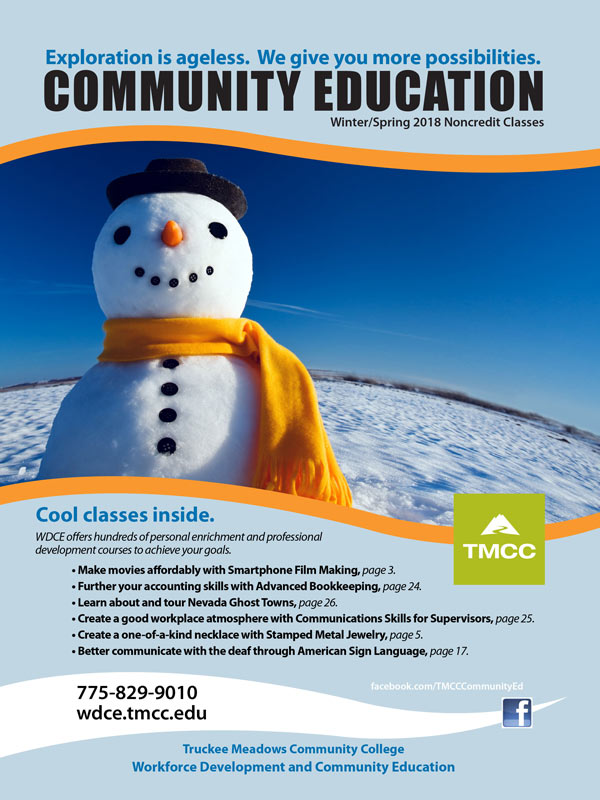 Exploration is ageless.  We give you more possibilities.
COMMUNITY EDUCATION
Winter/Spring 2018 Noncredit Classes
Cool classes inside.
WDCE offers hundreds of personal enrichment and professional
development courses to achieve your goals.
• Make movies affordably with Smartphone Film Making, page 3.
• Further your accounting skills with Advanced Bookkeeping, page 24.
• Learn about and tour Nevada Ghost Towns, page 26.
• Create a good workplace atmosphere with Communications Skills for Supervisors, page 25.
• Create a one-of-a-kind necklace with Stamped Metal Jewelry, page 5.
• Better communicate with the deaf through American Sign Language, page 17.
TMCC
775-829-9010
wdce.tmcc.edu
facebook.com/TMCCCommunityEd
f
Truckee Meadows Community College
Workforce Development and Community Education